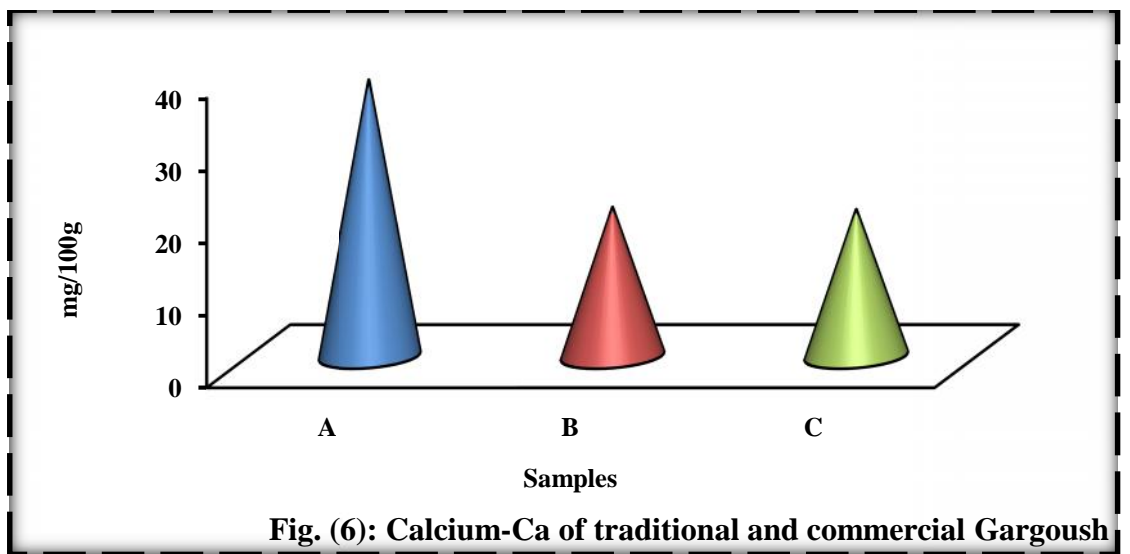 40
30
20
10
0
mg/100g
A B C
Samples
Fig. (6): Calcium-Ca of traditional and commercial Gargoush